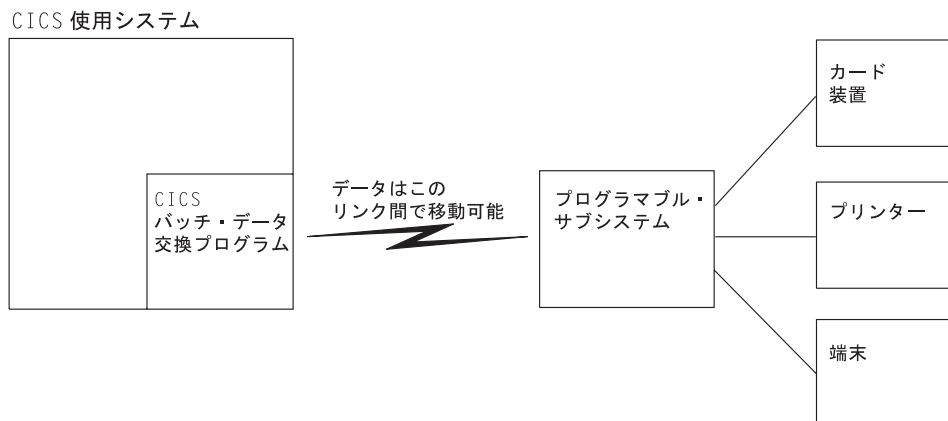 CICS 使用システム
CICS
バッチ・データ
交換プログラム
データはこの
リンク間で移動可能
プログラマブル・
サブシステム
カード
装置
プリンター
端末